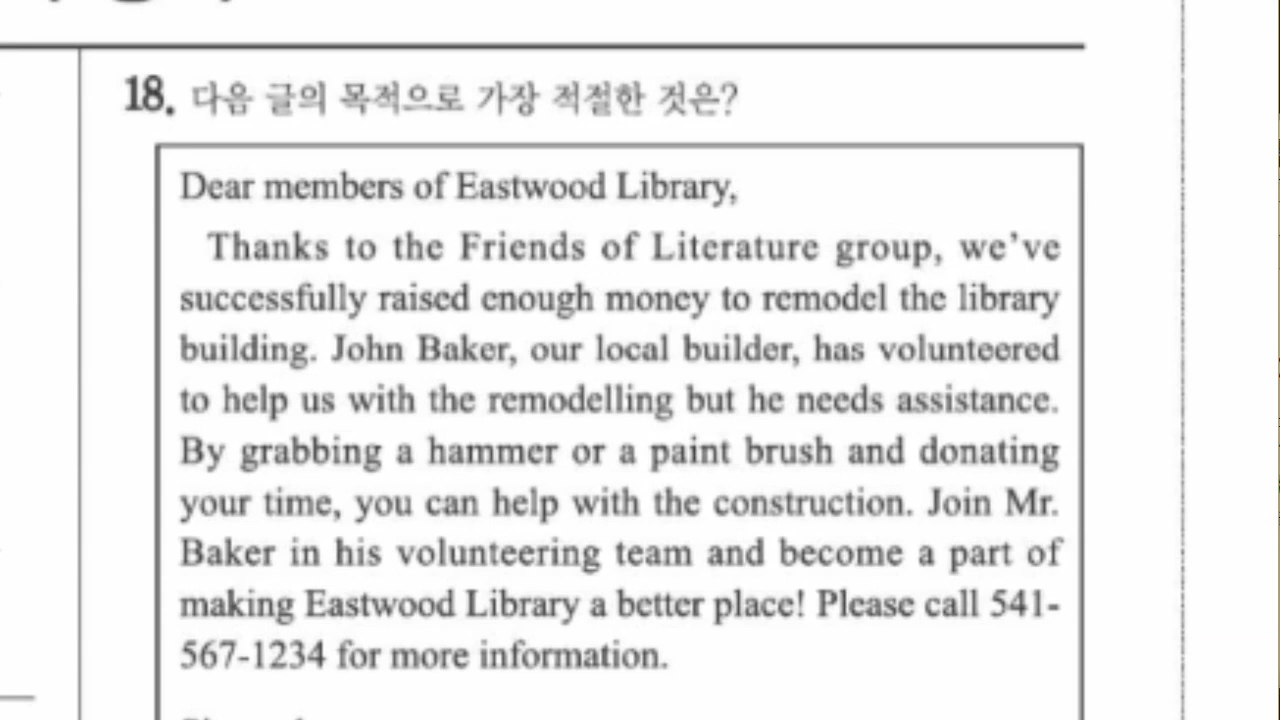 18. 다음 글의 목적으로 가장 적절한 것은?
Dear members of Eastwood Library,
Thanks to the Friends of Literature group, we've
successfully raised enough money to remodel the library
building. John Baker, our local builder, has volunteered
to help us with the remodelling but he needs assistance.
By grabbing a hammer or a paint brush and donating
your time, you can help with the construction. Join Mr.
Baker in his volunteering team and become a part of
making Eastwood Library a better place! Please call 541-
567-1234 for more information.